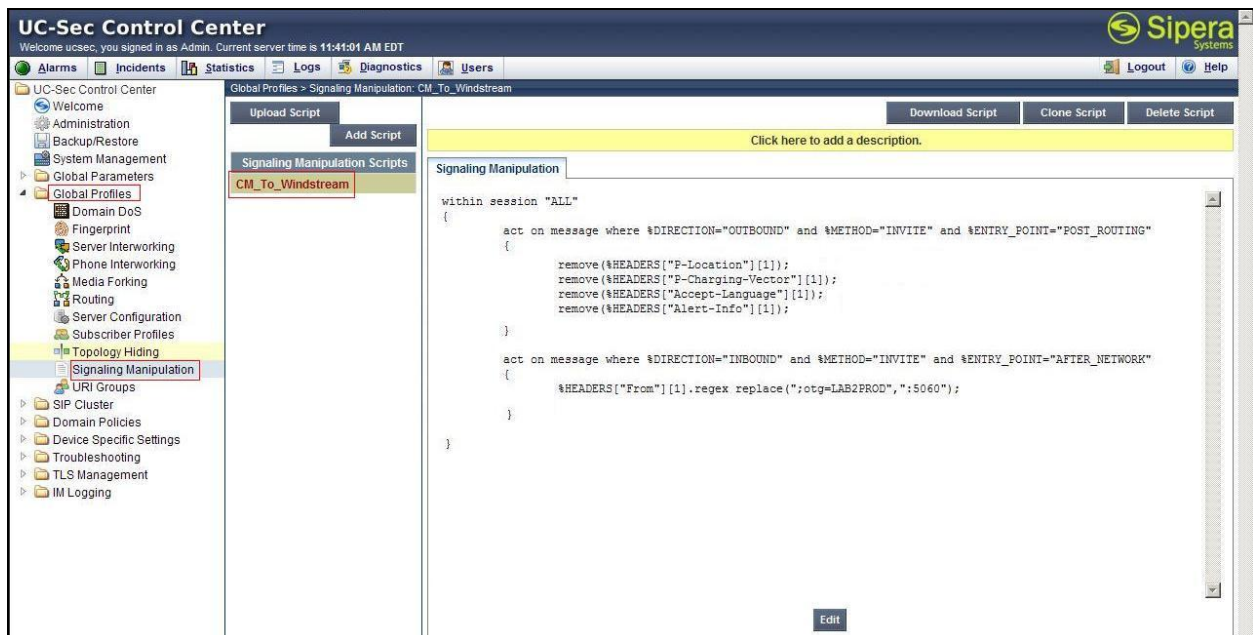 UC-Sec Control Center
Welcome ucsec, you signed in as Admin. Current server time is 11:41:01 AM EDT
Sipera
Systems
Alarms Incidents Statistics Logs Diagnostics Users Logout Help
UC-Sec Control Center
Welcome
Administration
Backup/Restore
System Management
Global Parameters
Global Profiles
Domain DoS
Fingerprint
Server Interworking
Phone Interworking
Media Forking
Routing
Server Configuration
Subscriber Profiles
Topology Hiding
Signaling Manipulation
URI Groups
SIP Cluster
Domain Policies
Device Specific Settings
Troubleshooting
TLS Management
IM Logging
Global Profiles > Signaling Manipulation: CM_To_Windstream
Upload Script
Add Script
Signaling Manipulation Scripts
CM_To_Windstream
Download Script Clone Script Delete Script
Click here to add a description.
Signaling Manipulation
within session "ALL"
{
act on message where %DIRECTION="OUTBOUND" and %METHOD="INVITE" and %ENTRY_POINT="POST_ROUTING"
{
remove(%HEADERS["P-Location"][1]);
remove(%HEADERS["P-Charging-Vector"][1]);
remove(%HEADERS["Accept-Language"][1]);
remove(%HEADERS["Alert-Info"][1]);
}
act on message where %DIRECTION="INBOUND" and %METHOD="INVITE" and %ENTRY_POINT="AFTER_NETWORK"
{
%HEADERS["From"][1].regex replace(";otg=LAB2PROD",":5060");
}
}
Edit